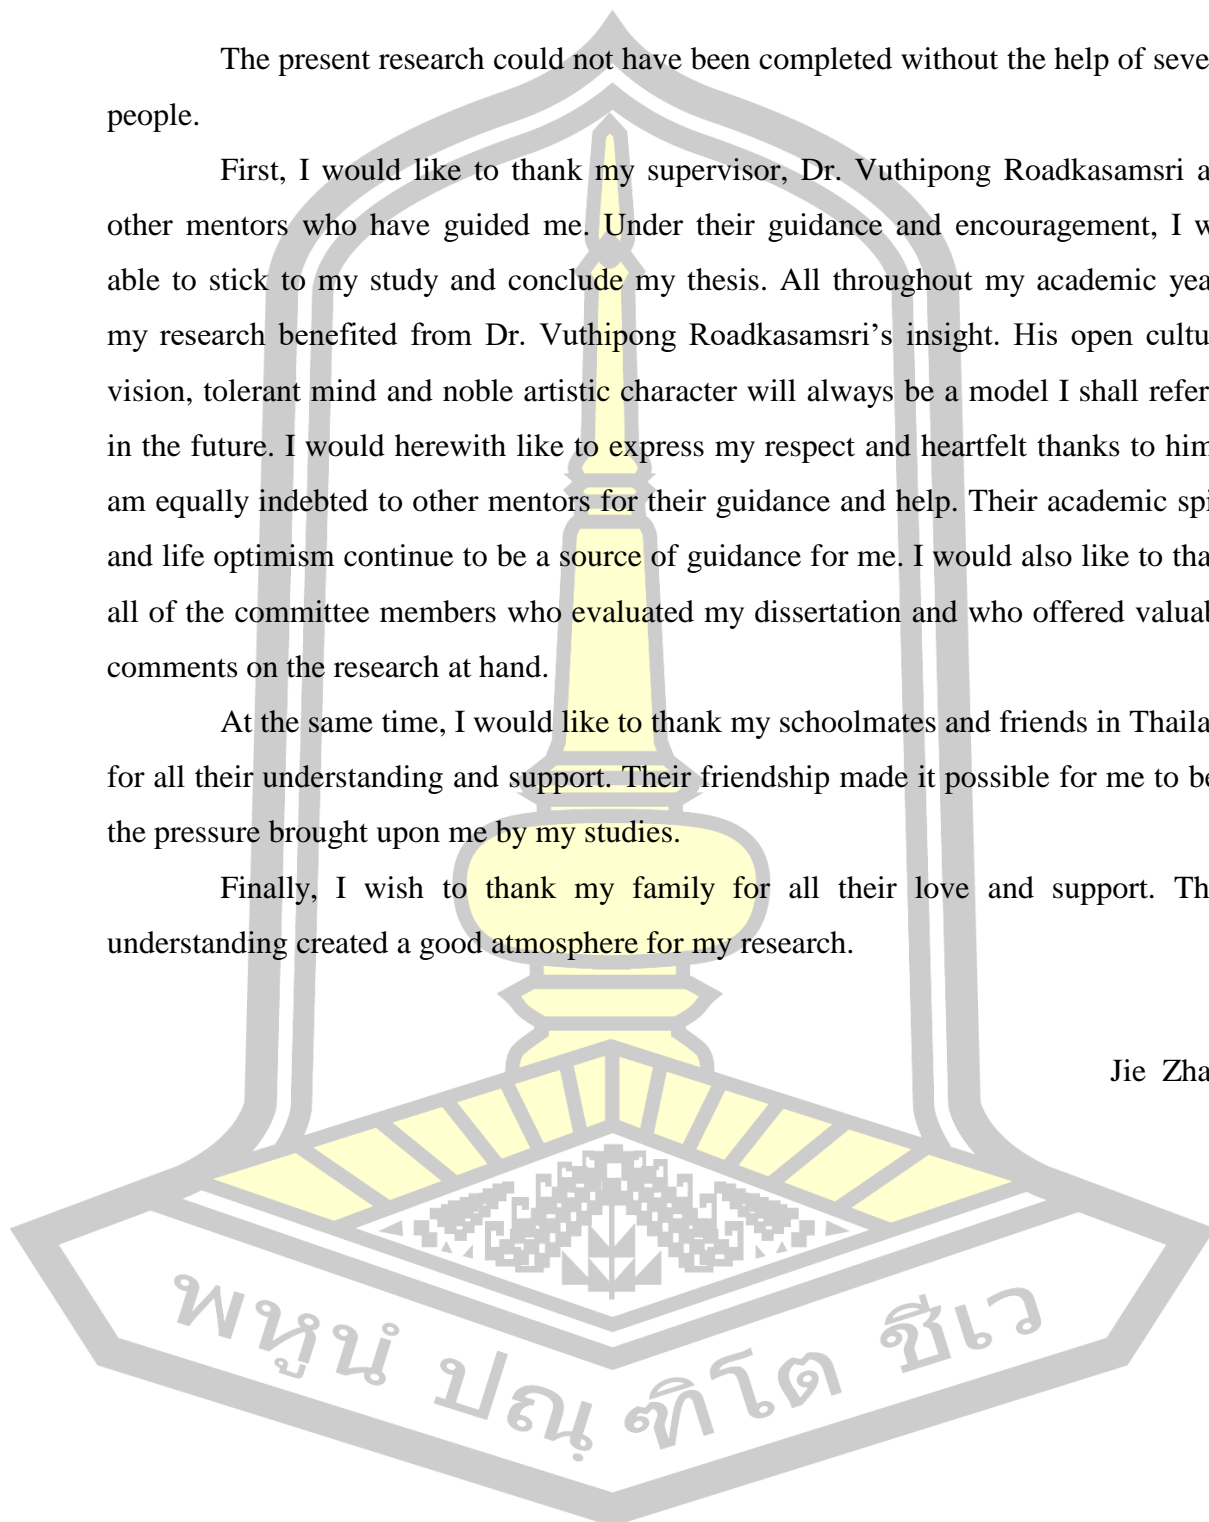 The present research could not have been completed without the help of seve
people.
First, I would like to thank my supervisor, Dr. Vuthipong Roadkasamsri a
other mentors who have guided me. Under their guidance and encouragement, I w
able to stick to my study and conclude my thesis. All throughout my academic yea
my research benefited from Dr. Vuthipong Roadkasamsri’s insight. His open cultu
vision, tolerant mind and noble artistic character will always be a model I shall refer
in the future. I would herewith like to express my respect and heartfelt thanks to him
am equally indebted to other mentors for their guidance and help. Their academic spi
and life optimism continue to be a source of guidance for me. I would also like to tha
all of the committee members who evaluated my dissertation and who offered valuab
comments on the research at hand.
At the same time, I would like to thank my schoolmates and friends in Thaila
for all their understanding and support. Their friendship made it possible for me to be
the pressure brought upon me by my studies.
Finally, I wish to thank my family for all their love and support. Th
understanding created a good atmosphere for my research.
Jie Zha
พหูนํ ปณฺฑิโต ชีเว